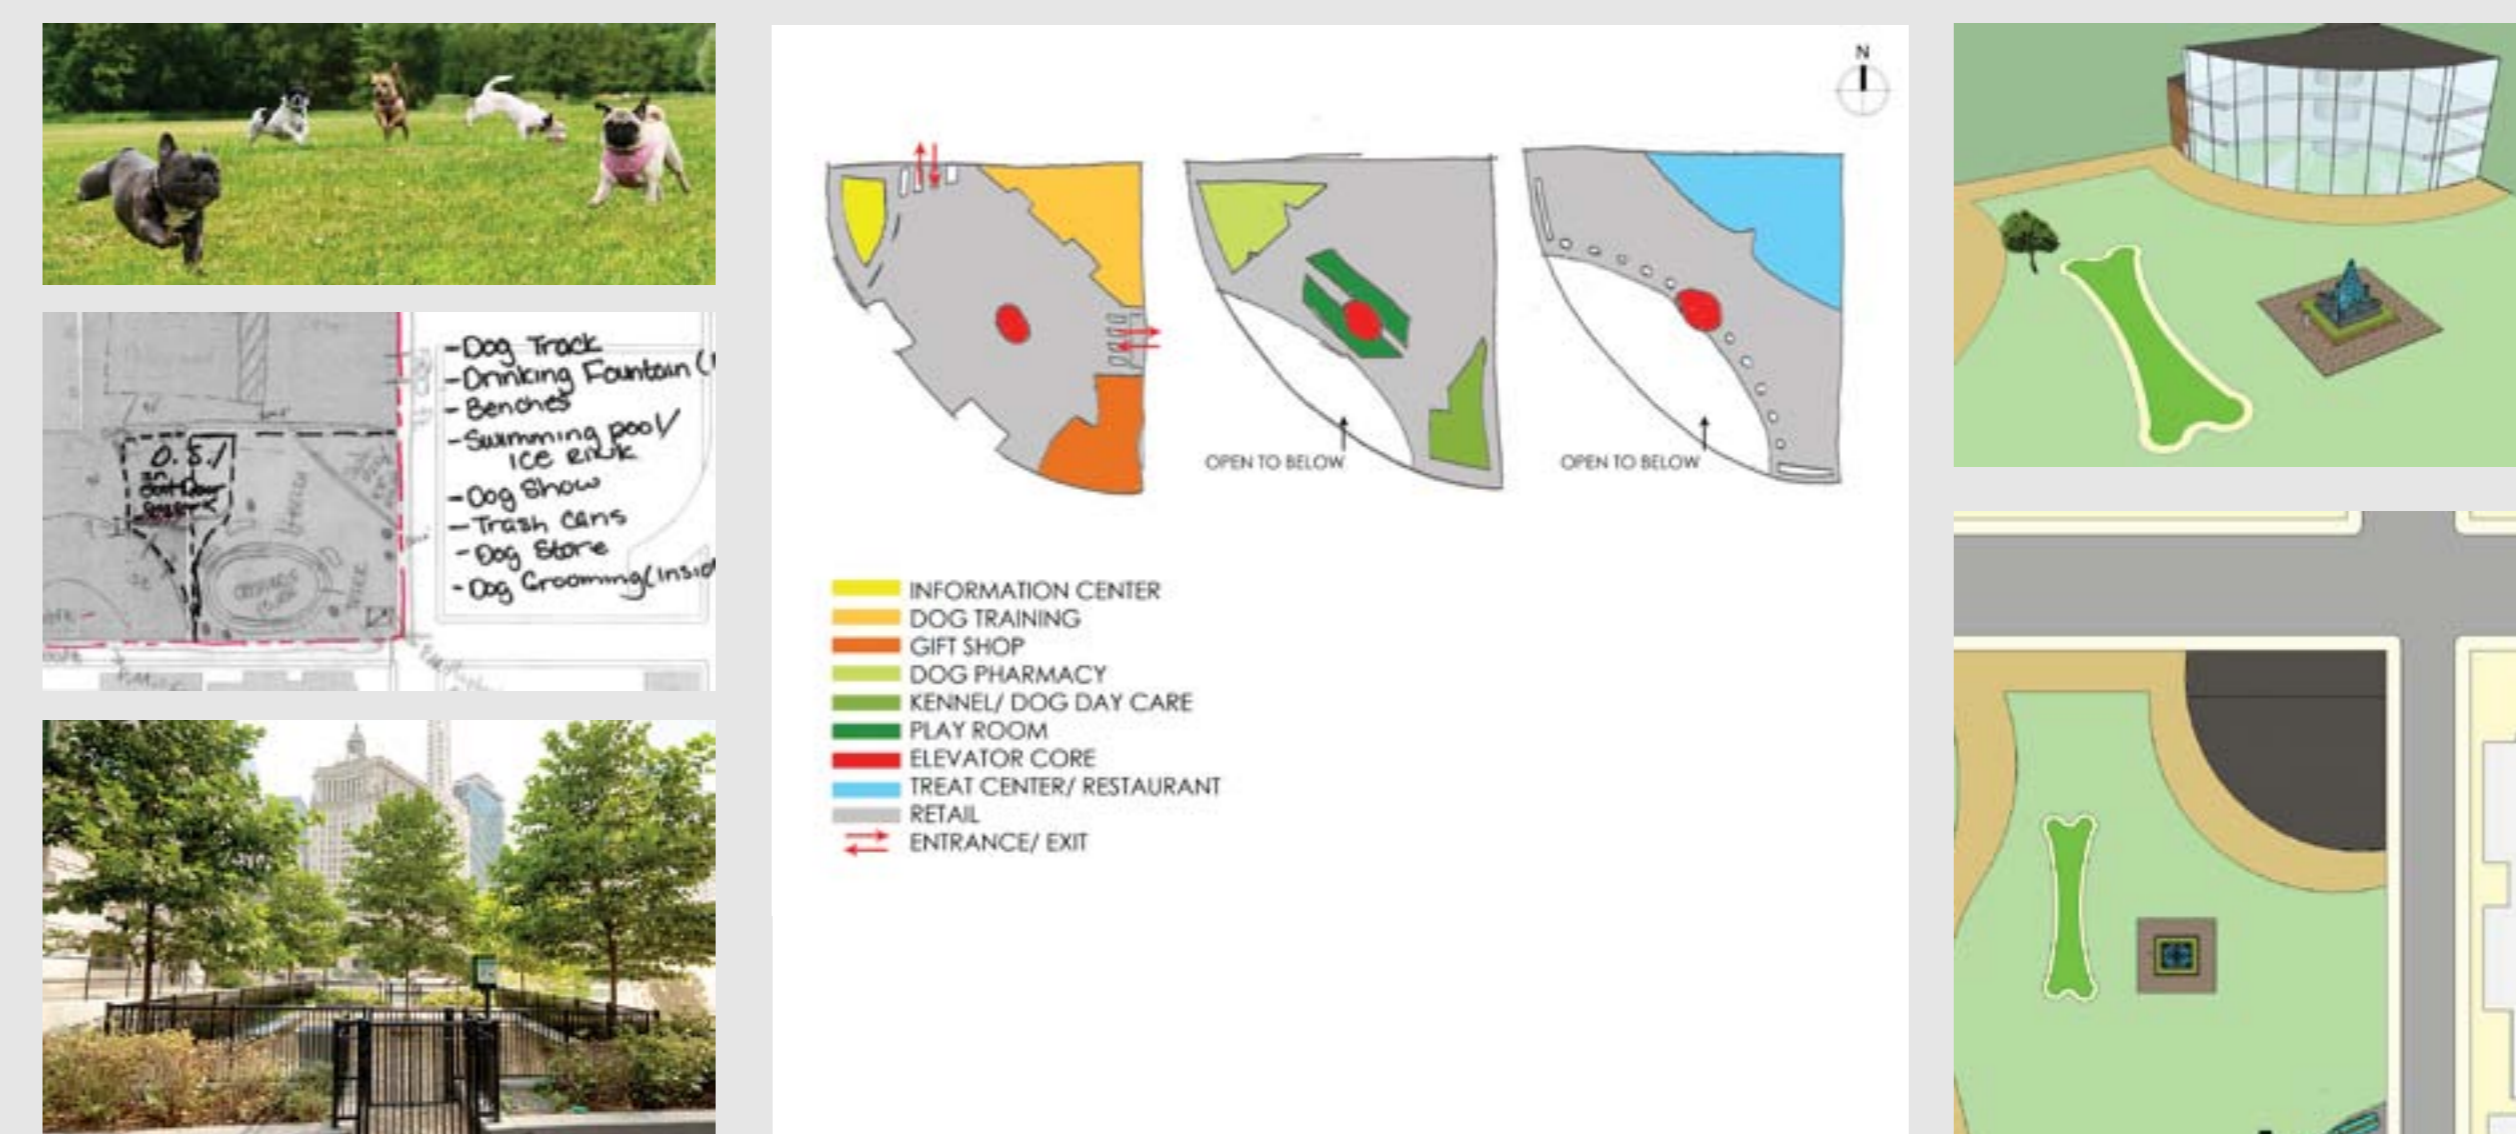 -Dog Track
-Drinking Fountain (
-Benches
-Swimming pool/
ICE RINK
-Dog Show
-Trash Cans
-Dog Store
-Dog Grooming(Insid
N
OPEN TO BELOW
OPEN TO BELOW
INFORMATION CENTER
DOG TRAINING
GIFT SHOP
DOG PHARMACY
KENNEL/ DOG DAY CARE
PLAY ROOM
ELEVATOR CORE
TREAT CENTER/ RESTAURANT
RETAIL
ENTRANCE/ EXIT